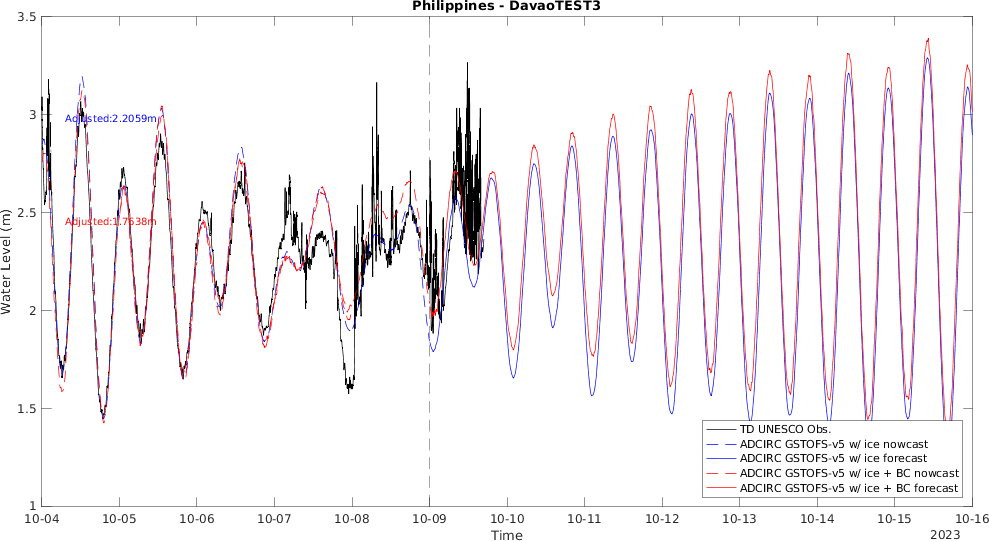 Philippines - DavaoTEST3
3.5
3
2.5
2
1.5
1
Water Level (m)
Adjusted:2.2059m
Adjusted:1.7638m
TD UNESCO Obs.
ADCIRC GSTOFS-v5 w/ ice nowcast
ADCIRC GSTOFS-v5 w/ ice forecast
ADCIRC GSTOFS-v5 w/ ice + BC nowcast
ADCIRC GSTOFS-v5 w/ ice + BC forecast
10-04 10-05 10-06 10-07 10-08 10-09 10-10 10-11 10-12 10-13 10-14 10-15 10-16
Time
2023